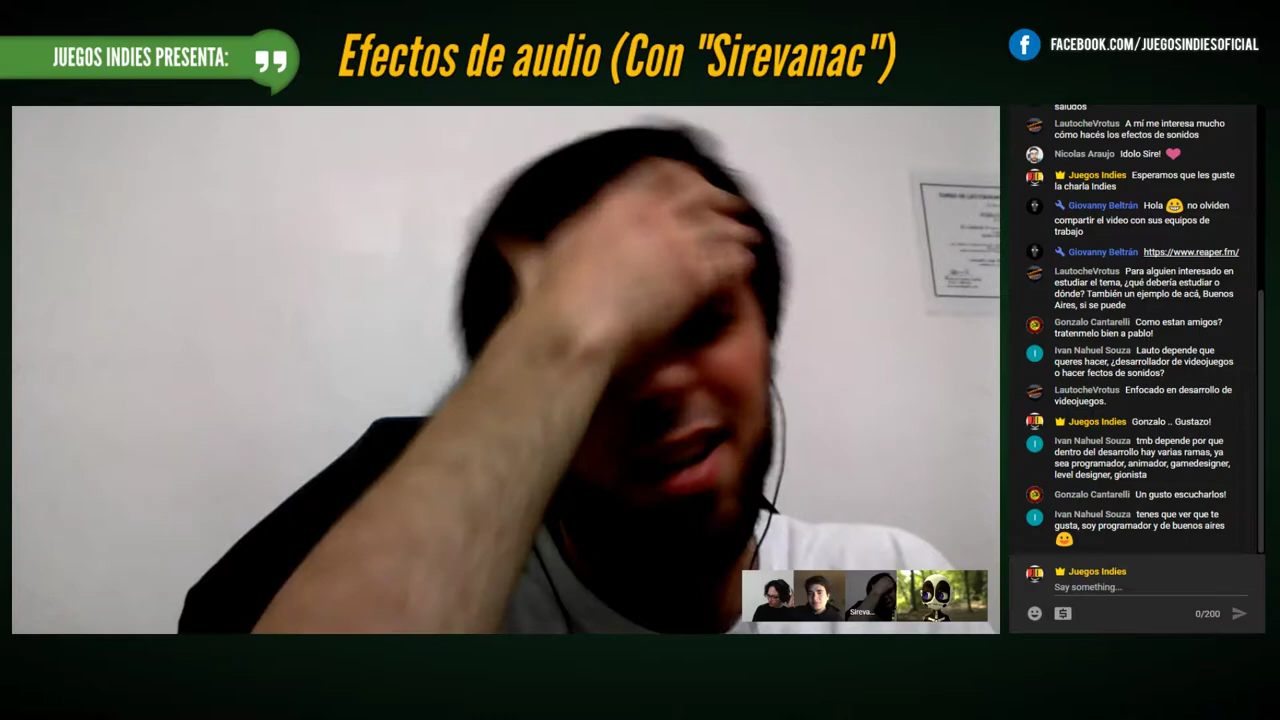 JUEGOS INDIES PRESENTA:
Efectos de audio (Con "Sirevanac")
FACEBOOK.COM/JUEGOSINDIESOFICIAL
saludos
LautocheVrotus A mí me interesa mucho
cómo hacés los efectos de sonidos
Nicolas Araujo Idolo Sire!
Juegos Indies Esperamos que les guste
la charla Indies
Giovanny Beltrán Hola no olviden
compartir el video con sus equipos de
trabajo
Giovanny Beltrán https://www.reaper.fm/
LautocheVrotus Para alguien interesado en
estudiar el tema, ¿qué debería estudiar o
dónde? También un ejemplo de acá, Buenos
Aires, si se puede
Gonzalo Cantarelli Como estan amigos?
tratenmelo bien a pablo!
Ivan Nahuel Souza Lauto depende que
queres hacer, ¿desarrollador de videojuegos
o hacer fectos de sonidos?
LautocheVrotus Enfocado en desarrollo de
videojuegos.
Juegos Indies Gonzalo .. Gustazo!
Ivan Nahuel Souza tmb depende por que
dentro del desarrollo hay varias ramas, ya
sea programador, animador, gamedesigner,
level designer, gionista
Gonzalo Cantarelli Un gusto escucharlos!
Ivan Nahuel Souza tenes que ver que te
gusta, soy programador y de buenos aires
Juegos Indies
Say something...
0/200
Sireva...